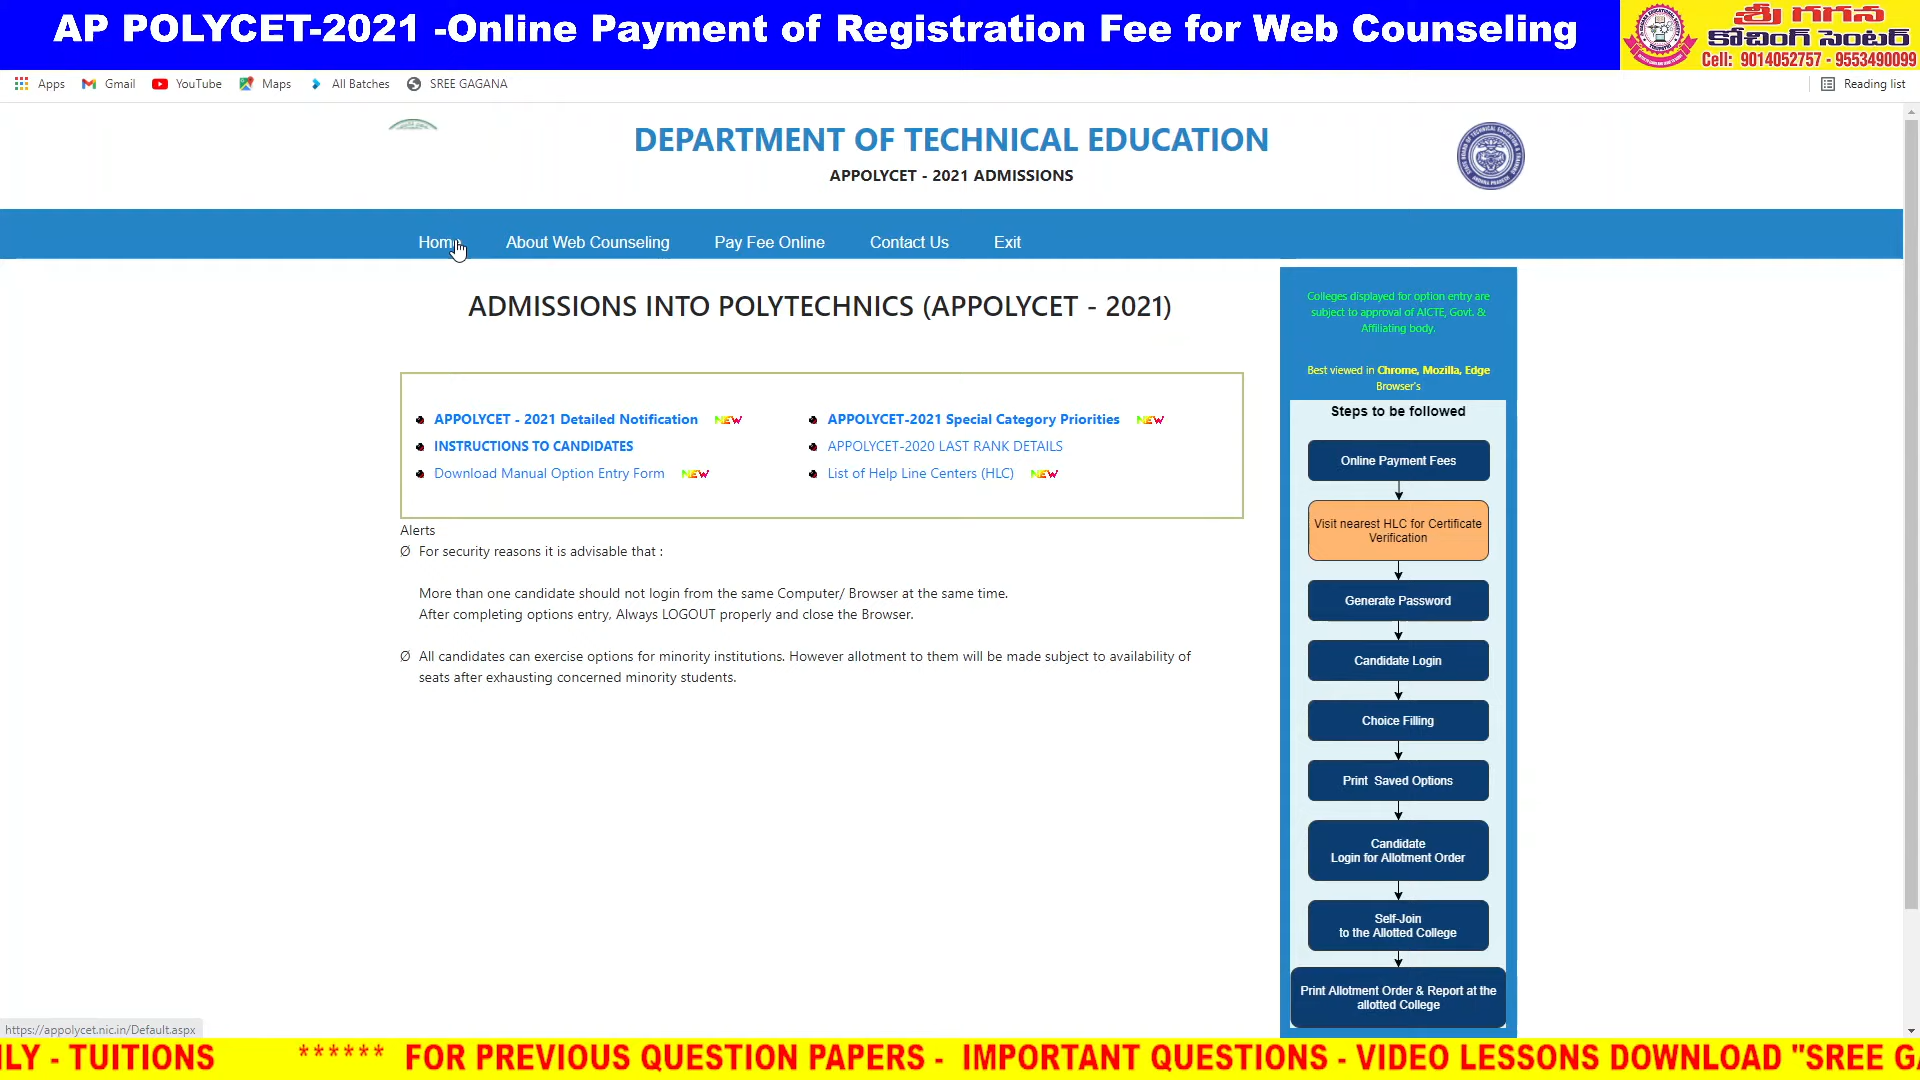 AP POLYCET-2021 -Online Payment of Registration Fee for Web Counseling
శ్రీ గగన
కోచింగ్ సెంటర్
Cell: 9014052757 - 9553490099
Apps
Gmail
YouTube
Maps
All Batches
SREE GAGANA
Reading list
DEPARTMENT OF TECHNICAL EDUCATION
APPOLYCET - 2021 ADMISSIONS
Home
About Web Counseling
Pay Fee Online
Contact Us
Exit
ADMISSIONS INTO POLYTECHNICS (APPOLYCET - 2021)
APPOLYCET - 2021 Detailed Notification NEW
APPOLYCET-2021 Special Category Priorities NEW
INSTRUCTIONS TO CANDIDATES
APPOLYCET-2020 LAST RANK DETAILS
Download Manual Option Entry Form NEW
List of Help Line Centers (HLC) NEW
Alerts
Ø For security reasons it is advisable that :
More than one candidate should not login from the same Computer/ Browser at the same time.
After completing options entry, Always LOGOUT properly and close the Browser.
Ø All candidates can exercise options for minority institutions. However allotment to them will be made subject to availability of
seats after exhausting concerned minority students.
Colleges displayed for option entry are
subject to approval of AICTE, Govt. &
Affiliating body.
Best viewed in Chrome, Mozilla, Edge
Browser's
Steps to be followed
Online Payment Fees
Visit nearest HLC for Certificate
Verification
Generate Password
Candidate Login
Choice Filling
Print Saved Options
Candidate
Login for Allotment Order
Self-Join
to the Allotted College
Print Allotment Order & Report at the
allotted College
https://appolycet.nic.in/Default.aspx
ILY - TUITIONS ****** FOR PREVIOUS QUESTION PAPERS - IMPORTANT QUESTIONS - VIDEO LESSONS DOWNLOAD "SREE GA